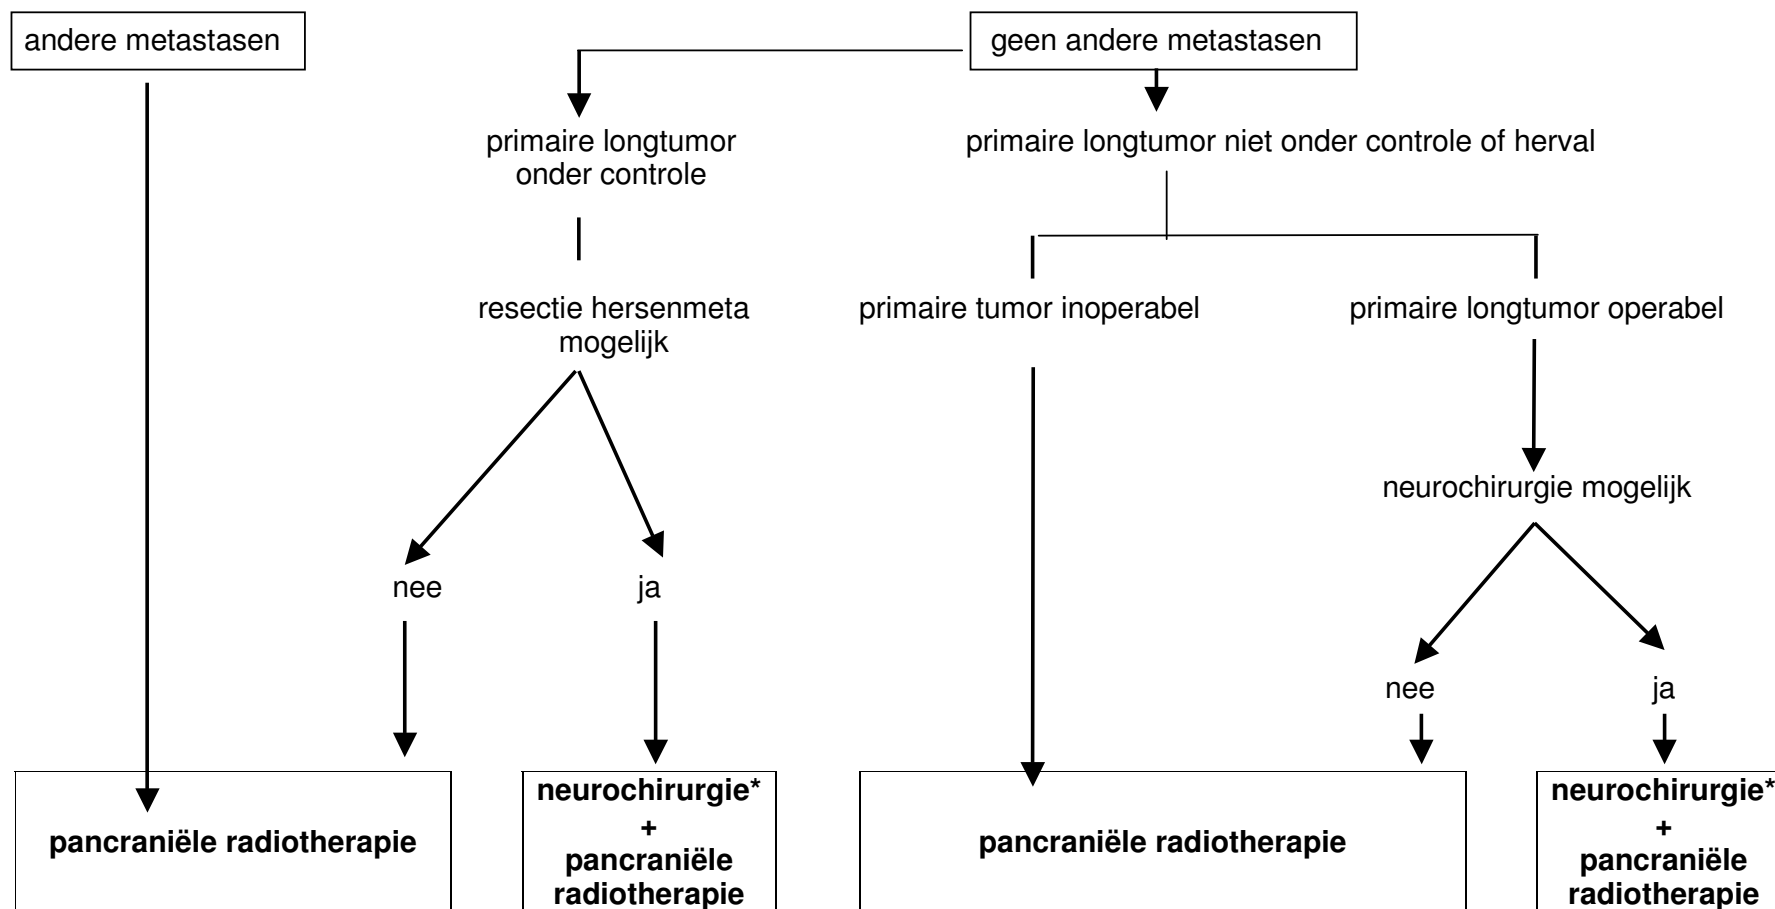 andere metastasen
geen andere metastasen
primaire longtumor
onder controle
primaire longtumor niet onder controle of herval
resectie hersenmeta
mogelijk
primaire tumor inoperabel
primaire longtumor operabel
neurochirurgie mogelijk
nee
ja
nee
ja
pancraniële radiotherapie
neurochirurgie*
+
pancraniële
radiotherapie
pancraniële radiotherapie
neurochirurgie*
+
pancraniële
radiotherapie